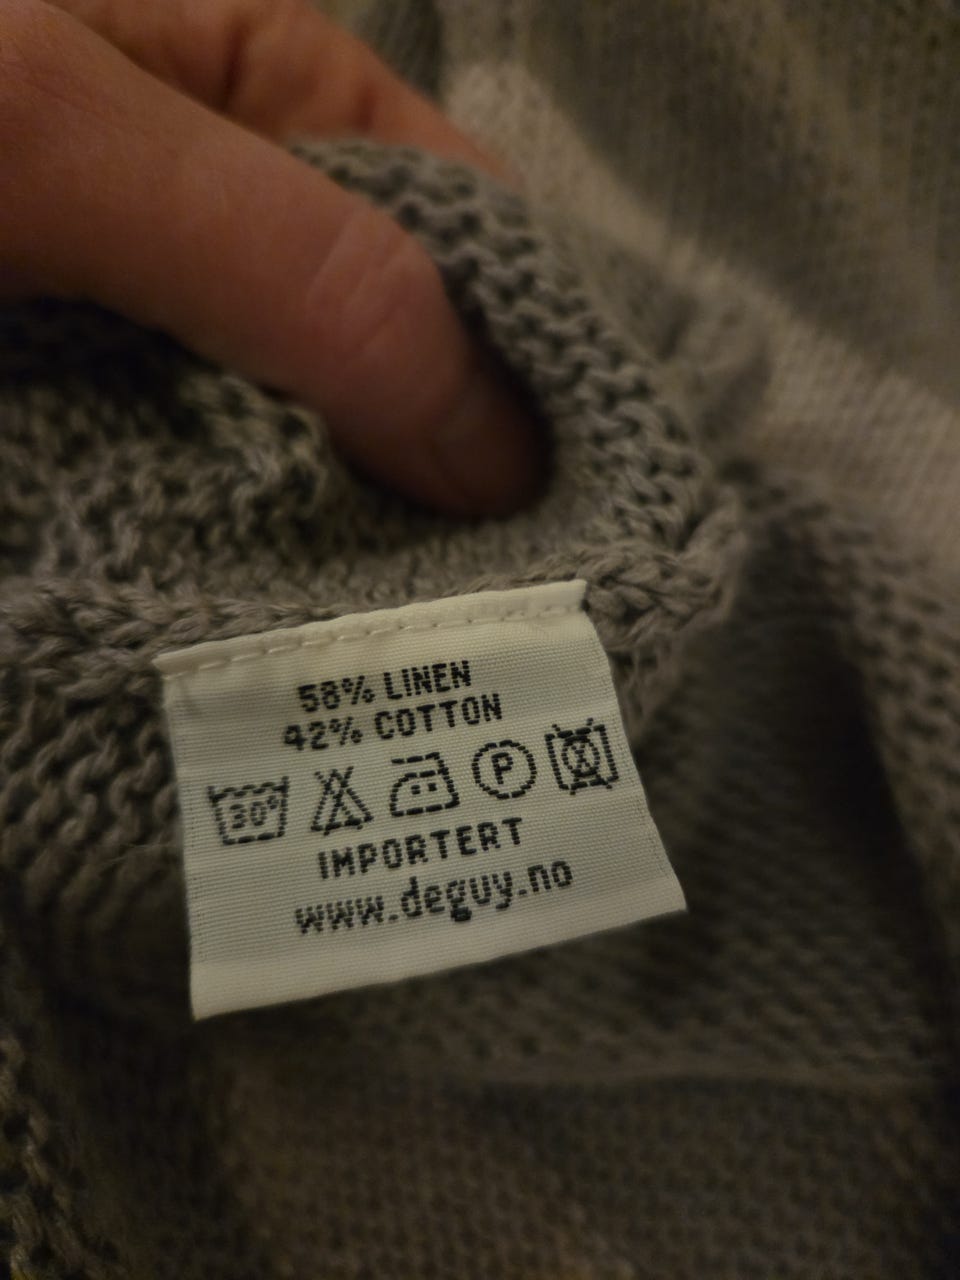 58% LINEN
42% COTTON
30° P
IMPORTERT
www.deguy.no